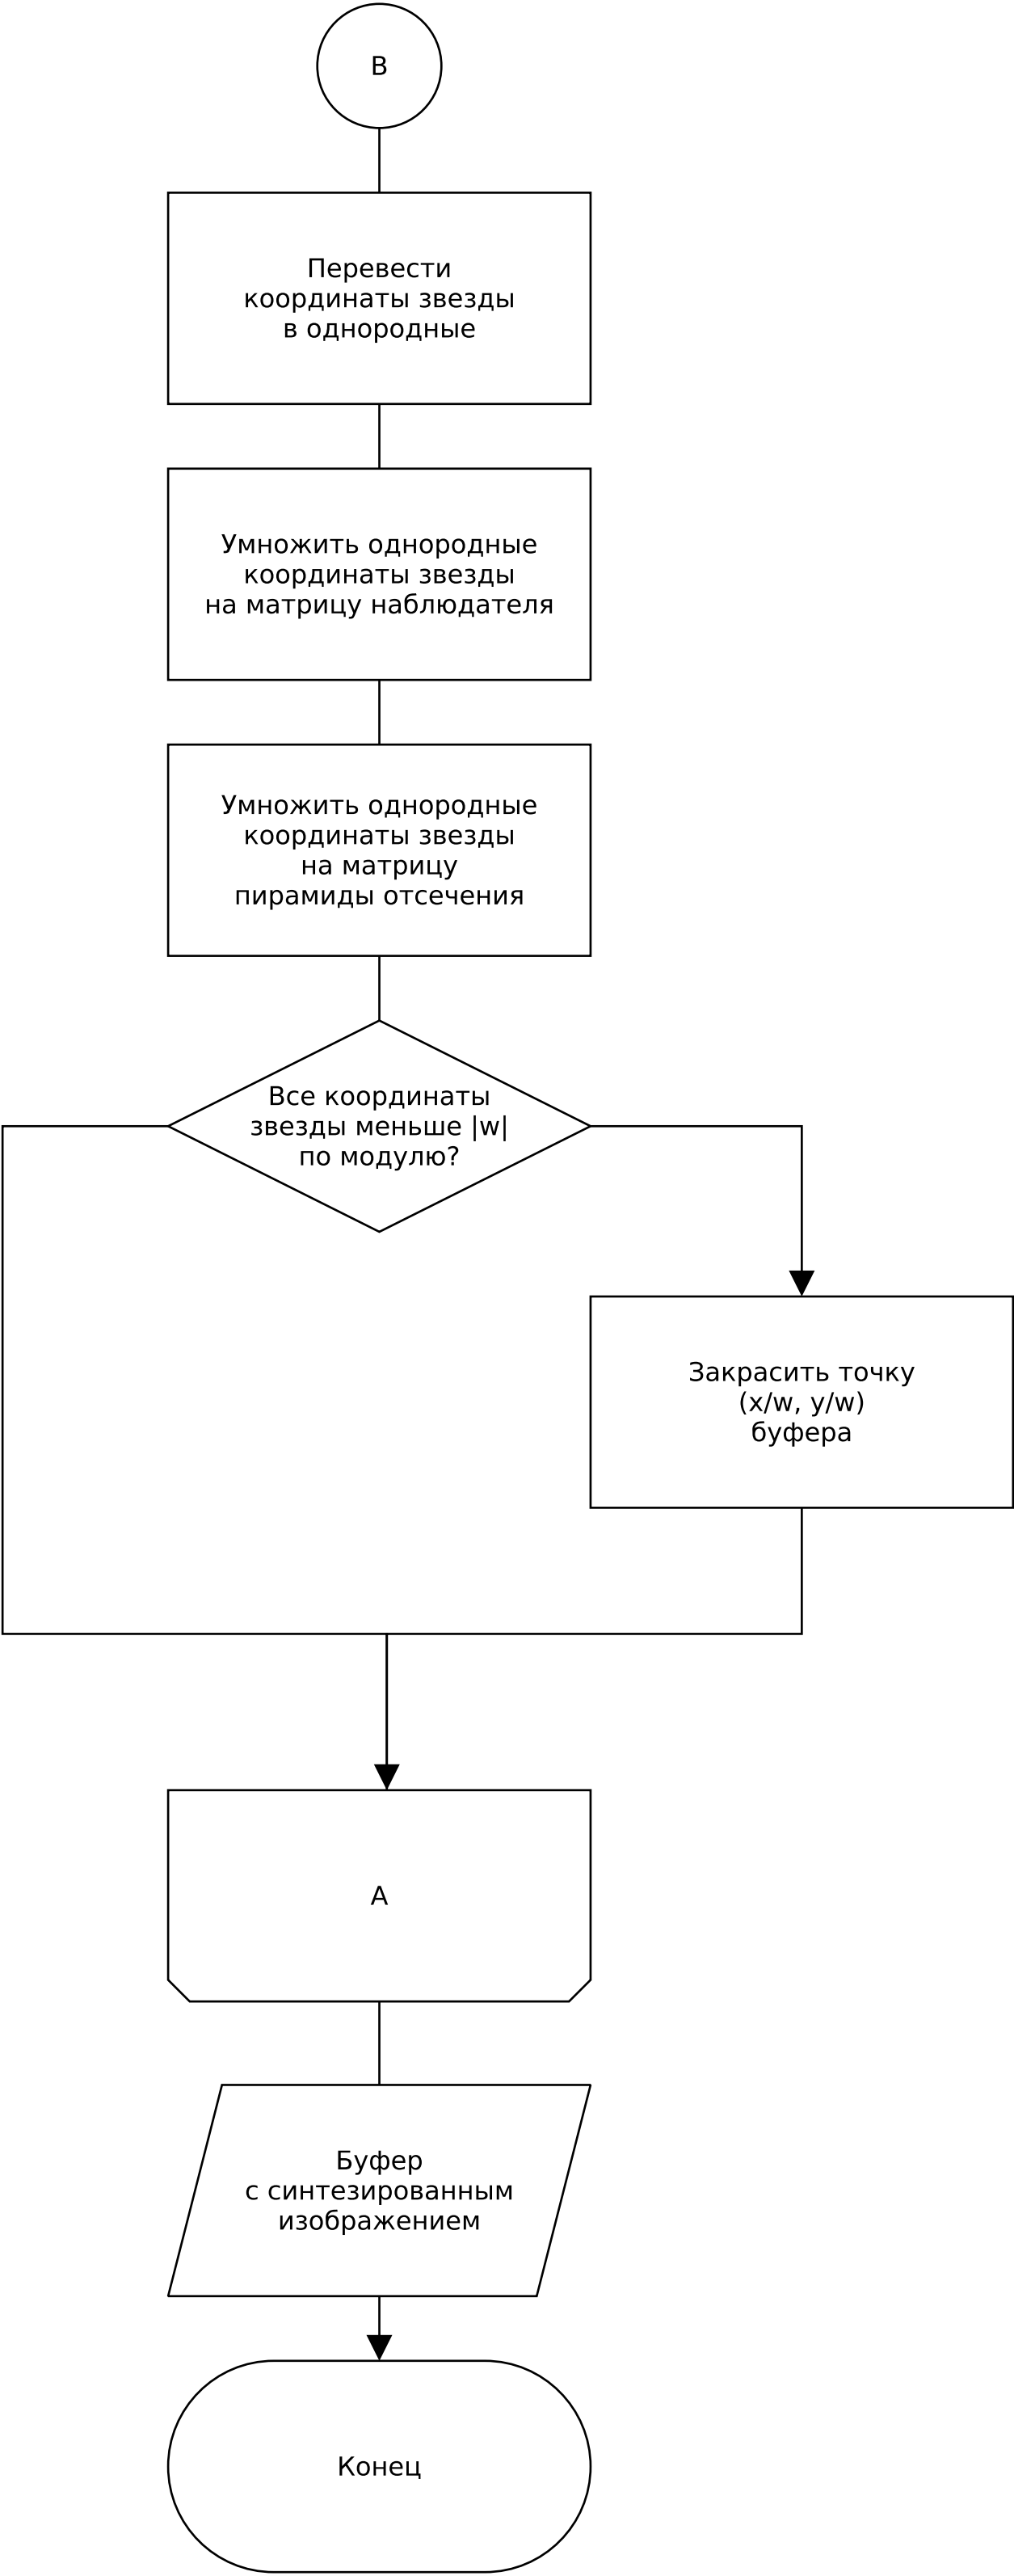 В
Перевести
координаты звезды
в однородные
Умножить однородные
координаты звезды
на матрицу наблюдателя
Умножить однородные
координаты звезды
на матрицу
пирамиды отсечения
Все координаты
звезды меньше |w|
по модулю?
Закрасить точку
(x/w, y/w)
буфера
А
Буфер
с синтезированным
изображением
Конец